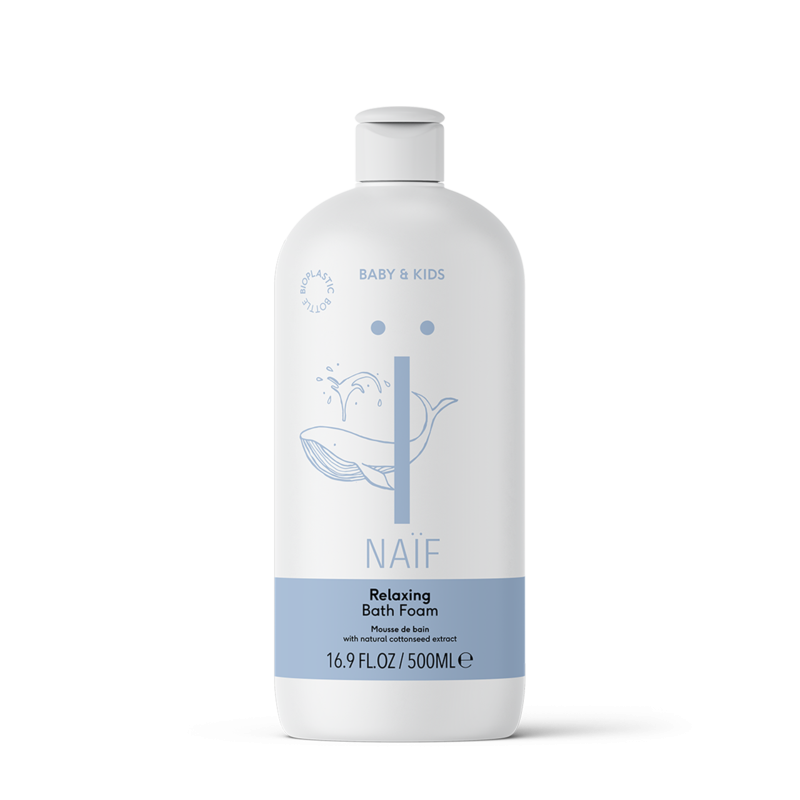 BABY & KIDS
BIOPLASTIC BOTTLE
Ï
NAÏF
Relaxing
Bath Foam
Mousse de bain
with natural cottonseed extract
16.9 FL.OZ / 500ML ℮